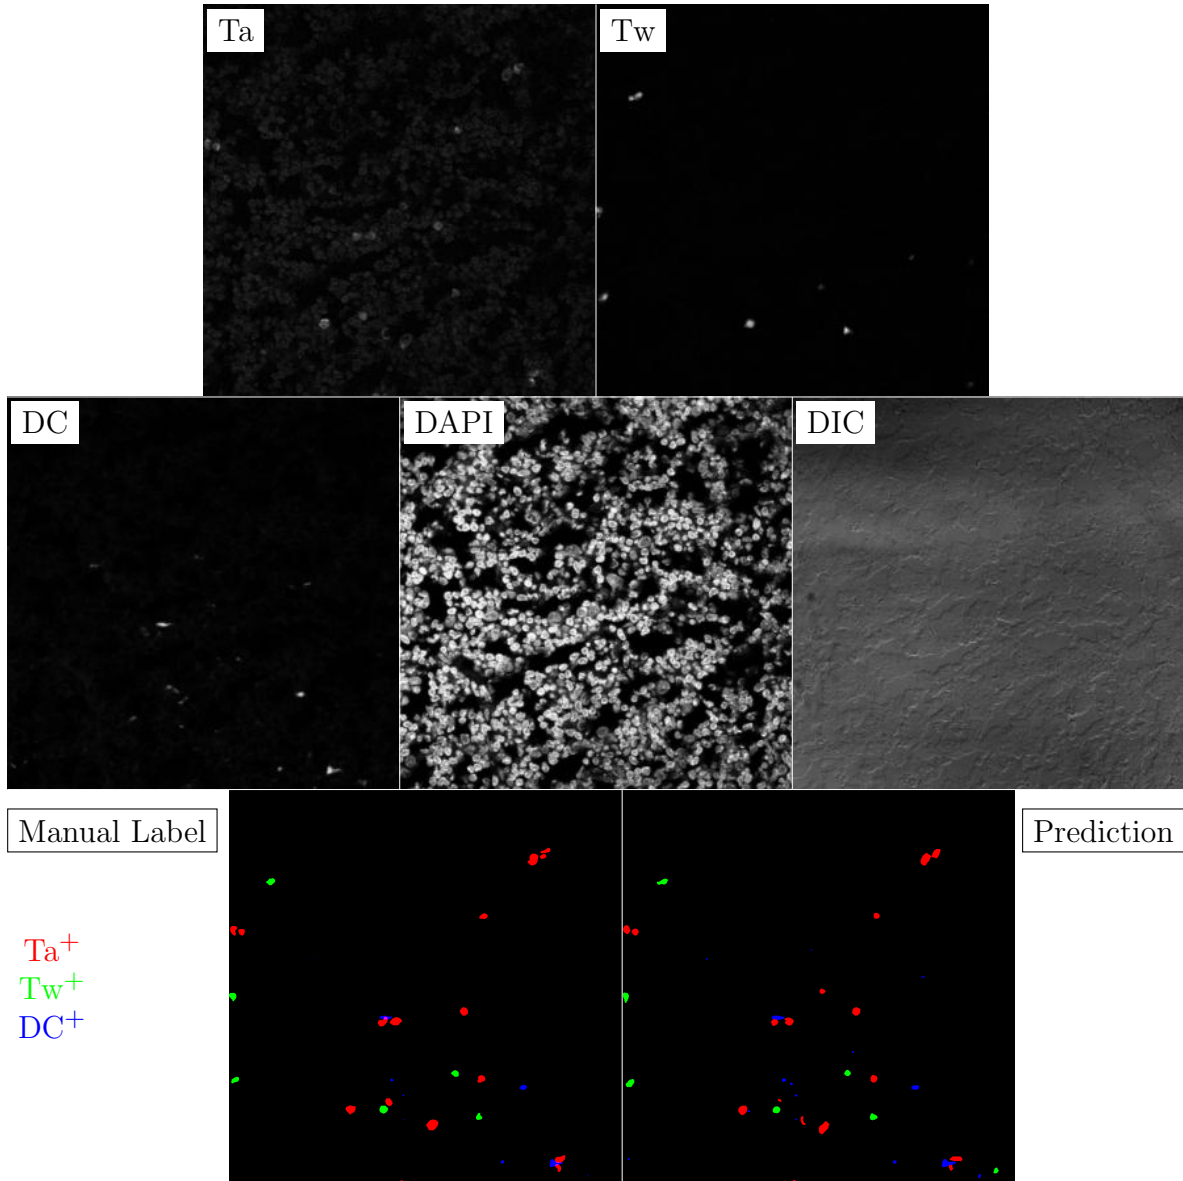 Ta
Tw
DC
DAPI
DIC
Manual Label
Prediction
Ta⁺
Tw⁺
DC⁺